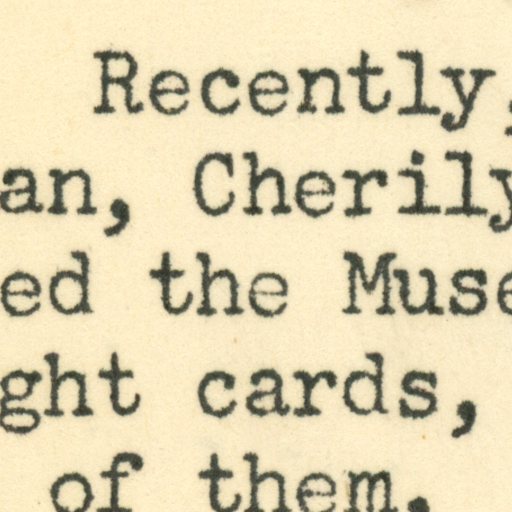 Recently,
an, Cherily
ed the Muse
ght cards,
of them.